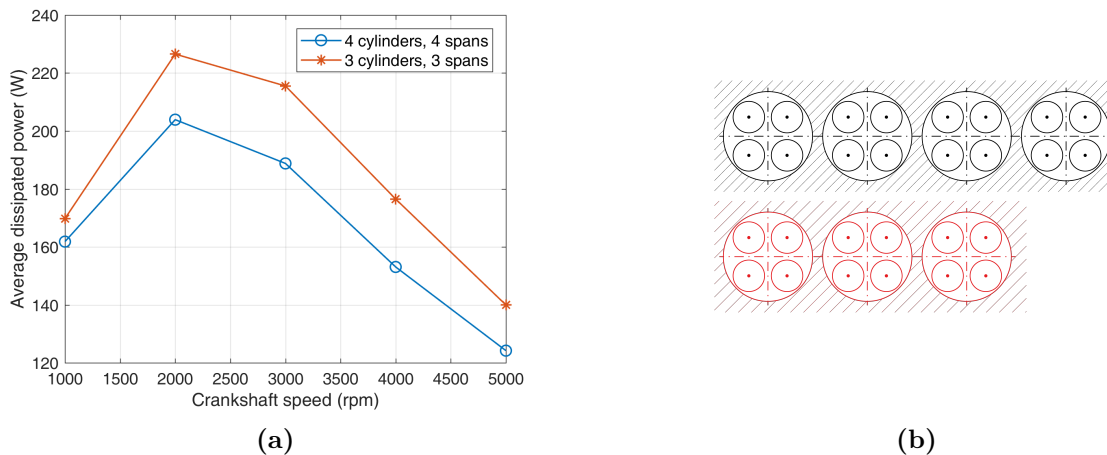 240
220
200
180
160
140
120
Average dissipated power (W)
4 cylinders, 4 spans
3 cylinders, 3 spans
1000 1500 2000 2500 3000 3500 4000 4500 5000
Crankshaft speed (rpm)
(a)
(b)